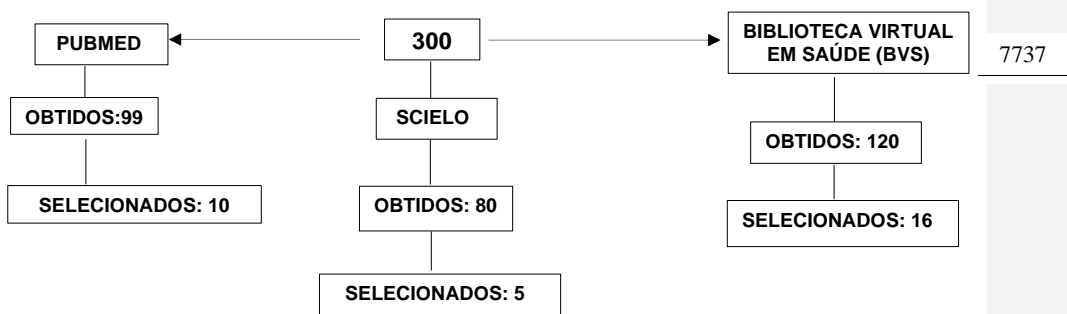 PUBMED
300
BIBLIOTECA VIRTUAL
EM SAÚDE (BVS)
7737
OBTIDOS:99
SCIELO
OBTIDOS: 120
SELECIONADOS: 10
OBTIDOS: 80
SELECIONADOS: 16
SELECIONADOS: 5